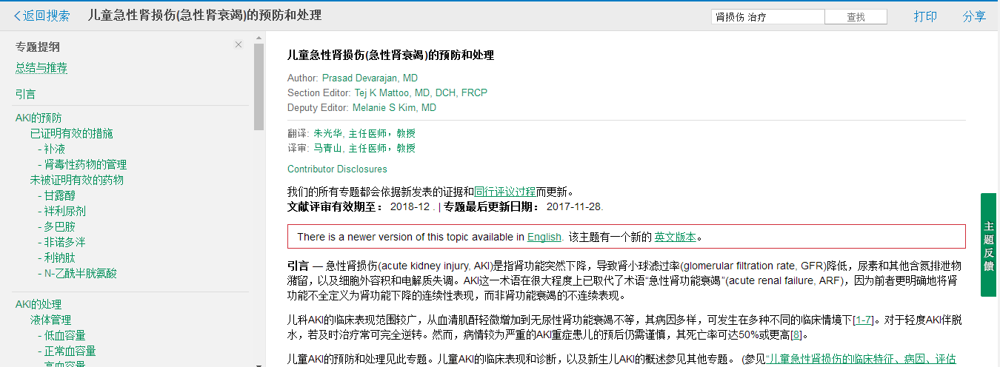 返回搜索 儿童急性肾损伤(急性肾衰竭)的预防和处理 肾损伤 治疗 查找 打印 分享
专题提纲
总结与推荐
引言
AKI的预防
已证明有效的措施
- 补液
- 肾毒性药物的管理
未被证明有效的药物
- 甘露醇
- 袢利尿剂
- 多巴胺
- 非诺多泮
- 利钠肽
- N-乙酰半胱氨酸
AKI的处理
液体管理
- 低血容量
- 正常血容量
- 高血容量
儿童急性肾损伤(急性肾衰竭)的预防和处理
Author: Prasad Devarajan, MD
Section Editor: Tej K Mattoo, MD, DCH, FRCP
Deputy Editor: Melanie S Kim, MD
翻译: 朱光华, 主任医师，教授
译审: 马青山, 主任医师，教授
Contributor Disclosures
我们的所有专题都会依据新发表的证据和同行评议过程而更新。
文献评审有效期至： 2018-12 . | 专题最后更新日期： 2017-11-28.
There is a newer version of this topic available in English. 该主题有一个新的 英文版本。
引言 — 急性肾损伤(acute kidney injury, AKI)是指肾功能突然下降，导致肾小球滤过率(glomerular filtration rate, GFR)降低，尿素和其他含氮排泄物
潴留，以及细胞外容积和电解质失调。AKI这一术语在很大程度上已取代了术语“急性肾功能衰竭”(acute renal failure, ARF)，因为前者更明确地将肾
功能不全定义为肾功能下降的连续性表现，而非肾功能衰竭的不连续表现。
儿科AKI的临床表现范围较广，从血清肌酐轻微增加到无尿性肾功能衰竭不等，其病因多样，可发生在多种不同的临床情境下[1-7]。对于轻度AKI伴脱
水，若及时治疗常可完全逆转。然而，病情较为严重的AKI重症患儿的预后仍需谨慎，其死亡率可达50%或更高[8]。
儿童AKI的预防和处理见此专题。儿童AKI的临床表现和诊断，以及新生儿AKI的概述参见其他专题。 (参见“儿童急性肾损伤的临床特征、病因、评估
主题反馈